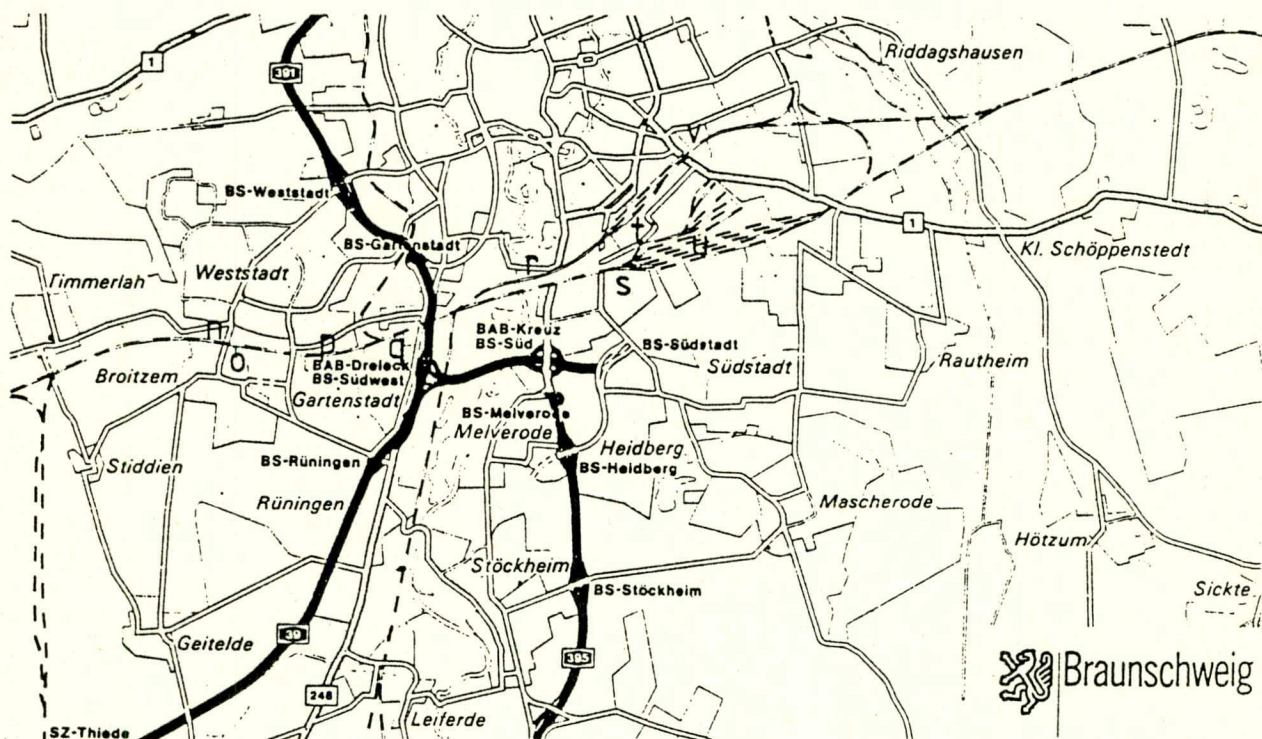 Riddagshausen
1
391
BS-Weststadt
1
BS-Gartenstadt
Kl. Schöppenstedt
Weststadt
Timmerlah
S
BAB-Kreuz
BS-Süd
BS-Südstadt
BAB-Dreieck
BS-Südwest
Südstadt
Rautheim
Broitzem
Gartenstadt
BS-Melverode
Melverode
Heidberg
BS-Heidberg
Stiddien
BS-Rüningen
Rüningen
Mascherode
Hötzum
Stöckheim
BS-Stöckheim
Sickte
39
Geitelde
395
248
Leiferde
SZ-Thiede
Braunschweig